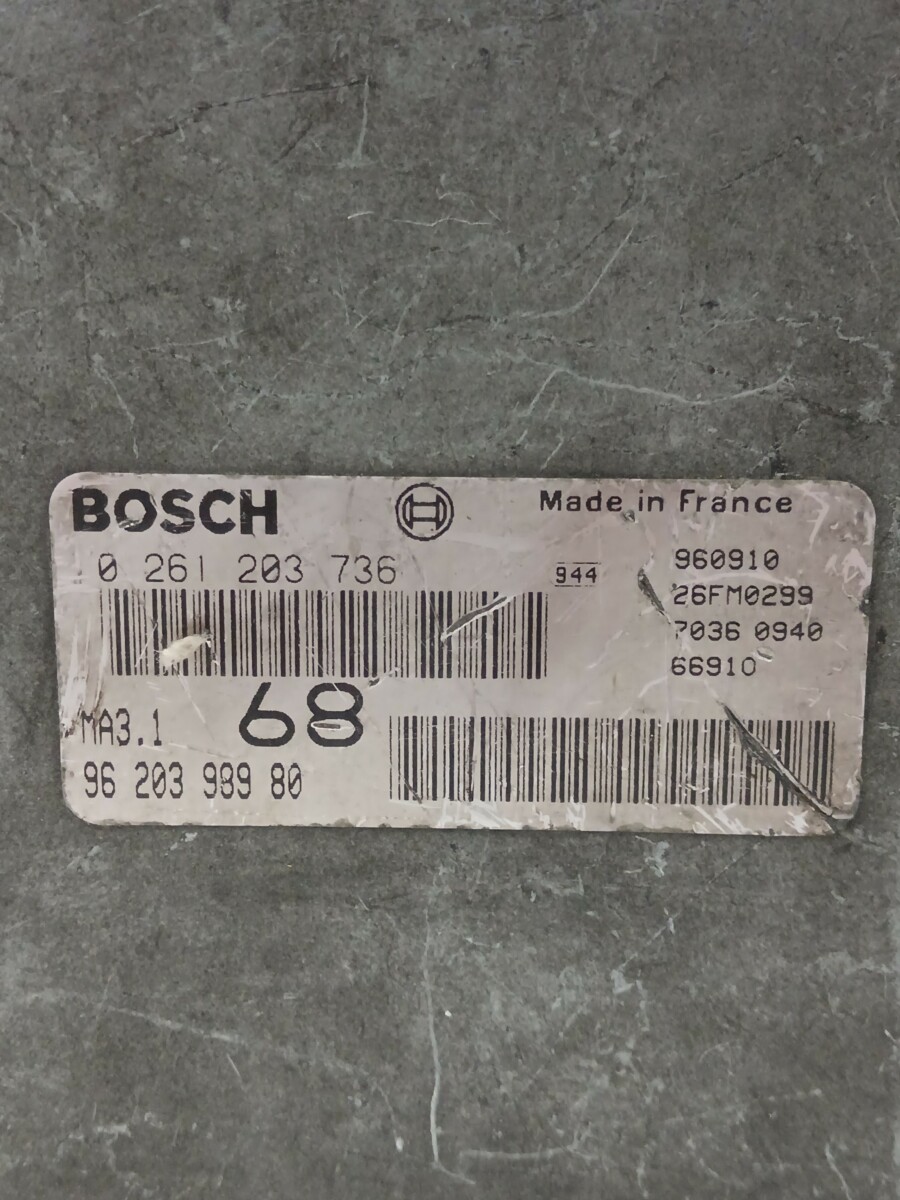 BOSCH
Made in France
0 261 203 736
944
960910
26FM0299
7036 0940
66910
MA3.1
68
96 203 989 80